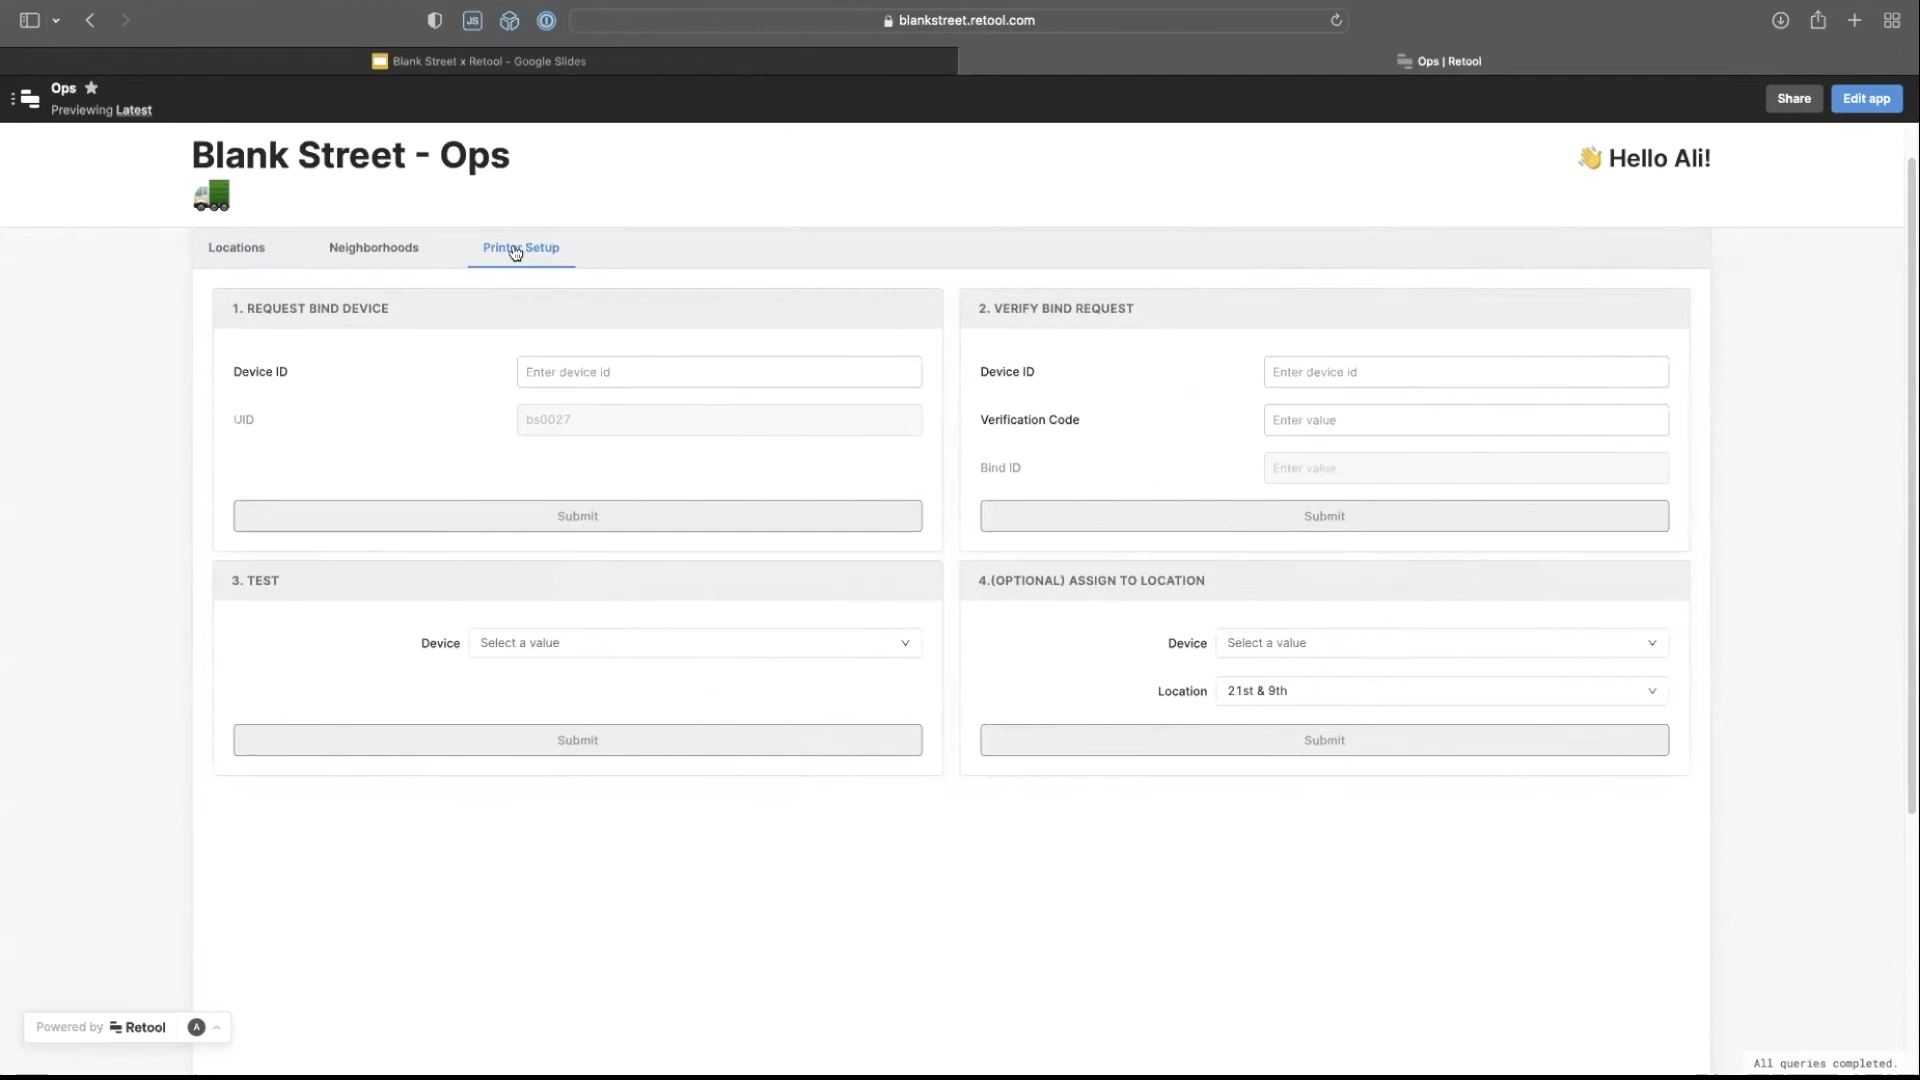 blankstreet.retool.com
Blank Street x Retool - Google Slides
Ops | Retool
Ops
Previewing Latest
Share
Edit app
Blank Street - Ops
Hello Ali!
Locations
Neighborhoods
Printer Setup
1. REQUEST BIND DEVICE
Device ID
Enter device id
UID
bs0027
Submit
2. VERIFY BIND REQUEST
Device ID
Enter device id
Verification Code
Enter value
Bind ID
Enter value
Submit
3. TEST
Device
Select a value
Submit
4.(OPTIONAL) ASSIGN TO LOCATION
Device
Select a value
Location
21st & 9th
Submit
Powered by Retool
A
All queries completed.
JS